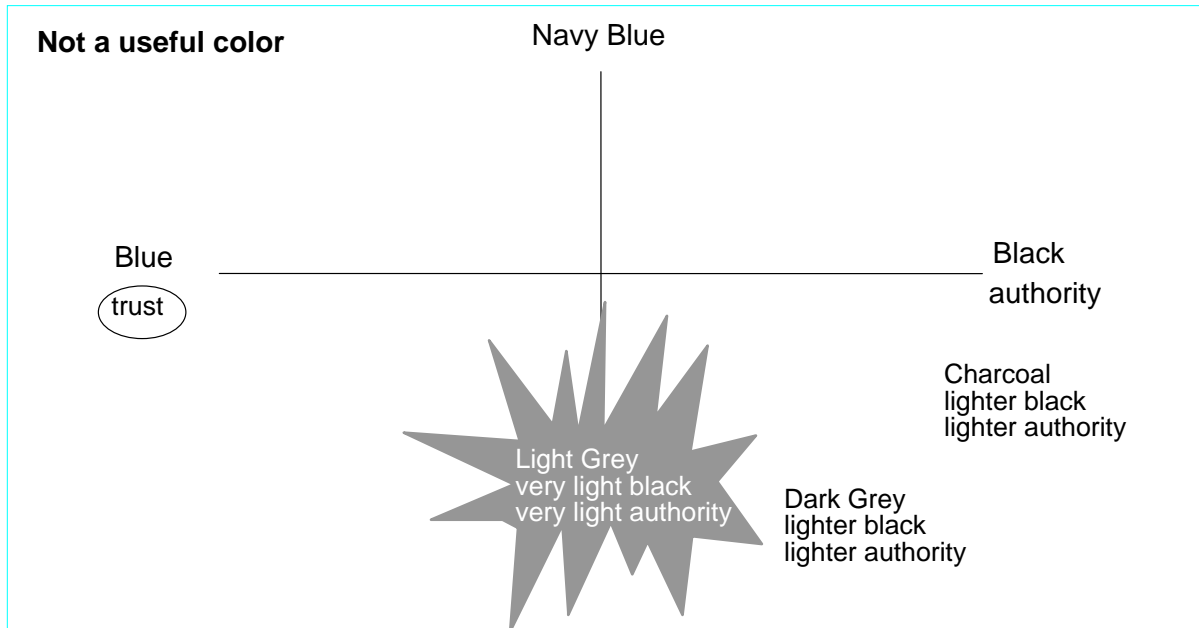 Not a useful color
Navy Blue
Blue
trust
Black
authority
Charcoal
lighter black
lighter authority
Light Grey
very light black
very light authority
Dark Grey
lighter black
lighter authority